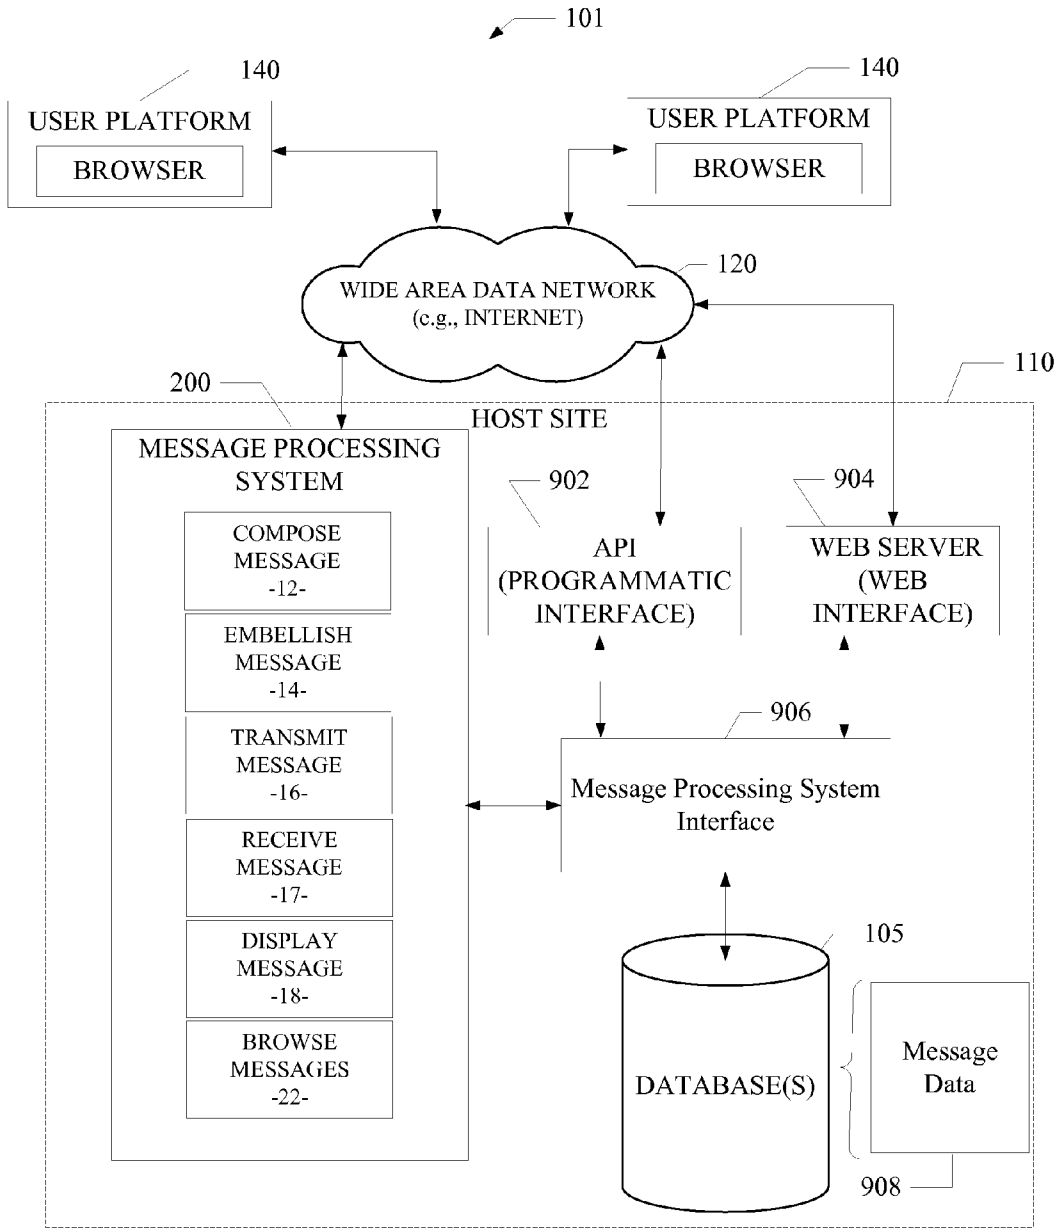 101
140
USER PLATFORM
BROWSER
140
USER PLATFORM
BROWSER
120
WIDE AREA DATA NETWORK
(e.g., INTERNET)
110
200
HOST SITE
MESSAGE PROCESSING
SYSTEM
COMPOSE
MESSAGE
-12-
EMBELLISH
MESSAGE
-14-
TRANSMIT
MESSAGE
-16-
RECEIVE
MESSAGE
-17-
DISPLAY
MESSAGE
-18-
BROWSE
MESSAGES
-22-
902
API
(PROGRAMMATIC
INTERFACE)
904
WEB SERVER
(WEB
INTERFACE)
906
Message Processing System
Interface
105
DATABASE(S)
Message
Data
908